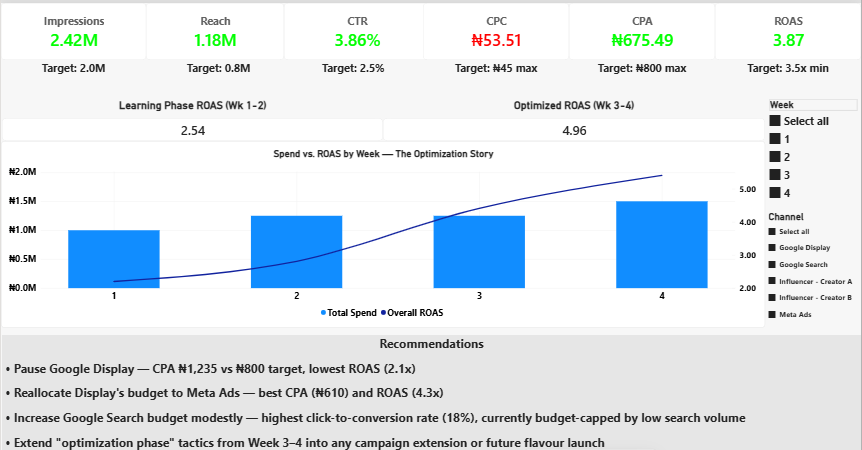 Impressions
2.42M
Target: 2.0M
Reach
1.18M
Target: 0.8M
CTR
3.86%
Target: 2.5%
CPC
₦53.51
Target: ₦45 max
CPA
₦675.49
Target: ₦800 max
ROAS
3.87
Target: 3.5x min
Learning Phase ROAS (Wk 1-2)
2.54
Optimized ROAS (Wk 3-4)
4.96
Spend vs. ROAS by Week — The Optimization Story
₦2.0M
₦1.5M
₦1.0M
₦0.5M
₦0.0M
5.00
4.00
3.00
2.00
1
2
3
4
Total Spend
Overall ROAS
Week
Select all
1
2
3
4
Channel
Select all
Google Display
Google Search
Influencer - Creator A
Influencer - Creator B
Meta Ads
Recommendations
• Pause Google Display — CPA ₦1,235 vs ₦800 target, lowest ROAS (2.1x)
• Reallocate Display's budget to Meta Ads — best CPA (₦610) and ROAS (4.3x)
• Increase Google Search budget modestly — highest click-to-conversion rate (18%), currently budget-capped by low search volume
• Extend "optimization phase" tactics from Week 3–4 into any campaign extension or future flavour launch